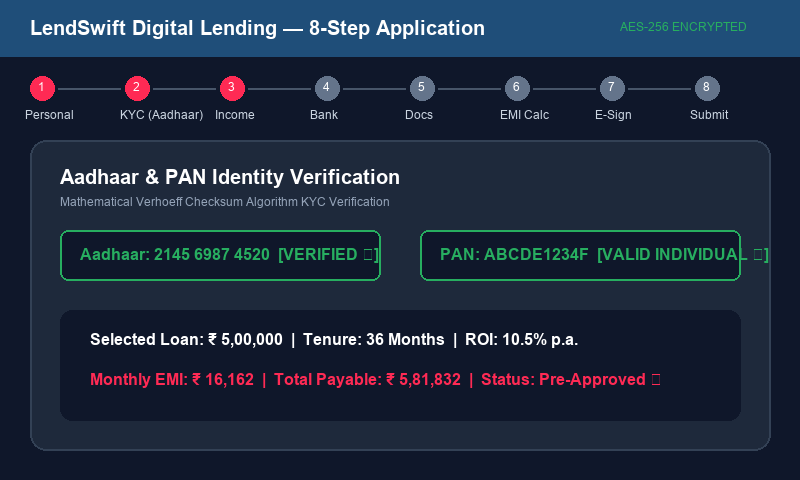 LendSwift Digital Lending — 8-Step Application
AES-256 ENCRYPTED
1 2 3 4 5 6 7 8
Personal KYC (Aadhaar) Income Bank Docs EMI Calc E-Sign Submit
Aadhaar & PAN Identity Verification
Mathematical Verhoeff Checksum Algorithm KYC Verification
Aadhaar: 2145 6987 4520 [VERIFIED ▯]
PAN: ABCDE1234F [VALID INDIVIDUAL ▯]
Selected Loan: ₹ 5,00,000 | Tenure: 36 Months | ROI: 10.5% p.a.
Monthly EMI: ₹ 16,162 | Total Payable: ₹ 5,81,832 | Status: Pre-Approved ▯